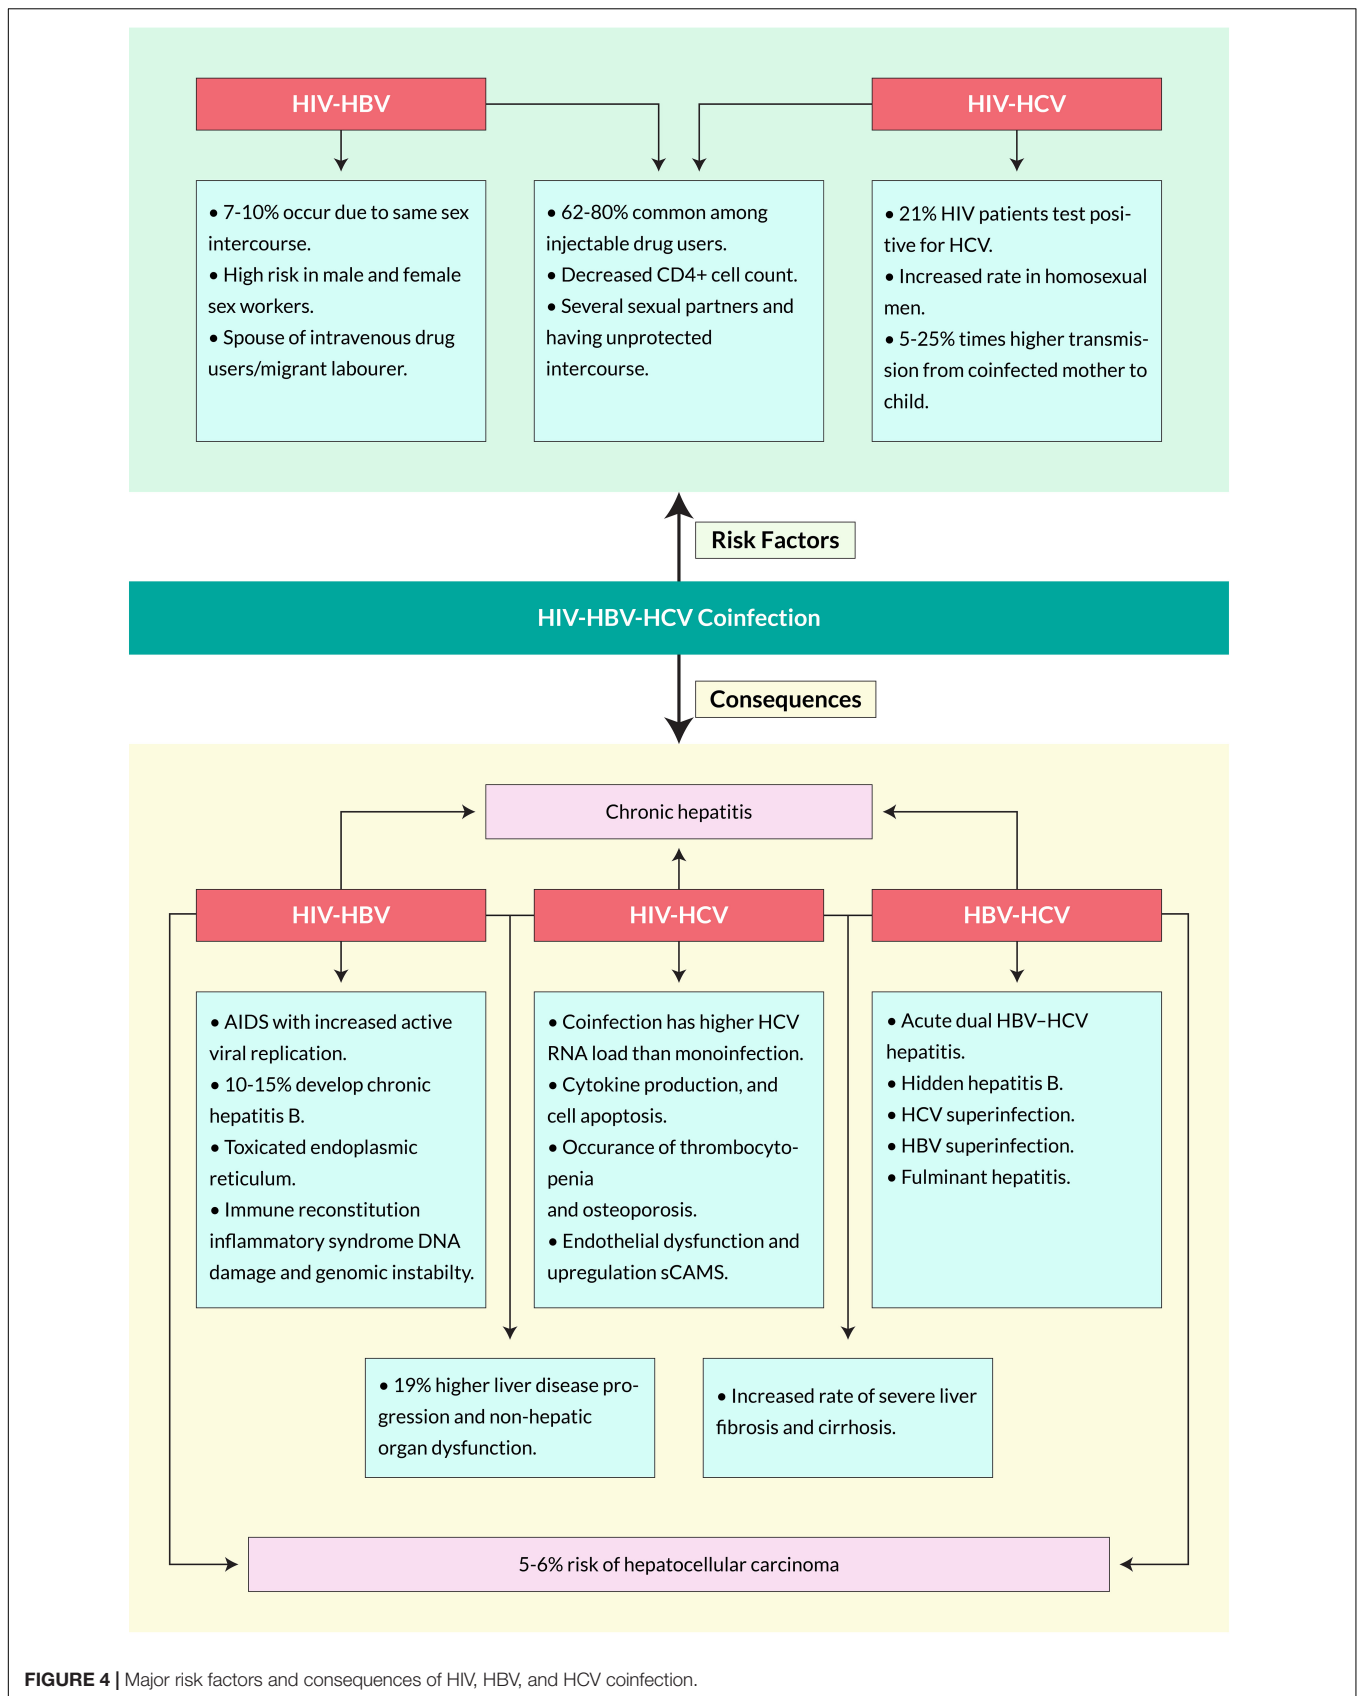 HIV-HBV
HIV-HCV
• 7-10% occur due to same sex
intercourse.
• High risk in male and female
sex workers.
• Spouse of intravenous drug
users/migrant labourer.
• 62-80% common among
injectable drug users.
• Decreased CD4+ cell count.
• Several sexual partners and
having unprotected
intercourse.
• 21% HIV patients test posi-
tive for HCV.
• Increased rate in homosexual
men.
• 5-25% times higher transmis-
sion from coinfected mother to
child.
Risk Factors
HIV-HBV-HCV Coinfection
Consequences
Chronic hepatitis
HIV-HBV
HIV-HCV
HBV-HCV
• AIDS with increased active
viral replication.
• 10-15% develop chronic
hepatitis B.
• Toxicated endoplasmic
reticulum.
• Immune reconstitution
inflammatory syndrome DNA
damage and genomic instabilty.
• Coinfection has higher HCV
RNA load than monoinfection.
• Cytokine production, and
cell apoptosis.
• Occurance of thrombocyto-
penia
and osteoporosis.
• Endothelial dysfunction and
upregulation sCAMS.
• Acute dual HBV–HCV
hepatitis.
• Hidden hepatitis B.
• HCV superinfection.
• HBV superinfection.
• Fulminant hepatitis.
• 19% higher liver disease pro-
gression and non-hepatic
organ dysfunction.
• Increased rate of severe liver
fibrosis and cirrhosis.
5-6% risk of hepatocellular carcinoma
FIGURE 4 | Major risk factors and consequences of HIV, HBV, and HCV coinfection.